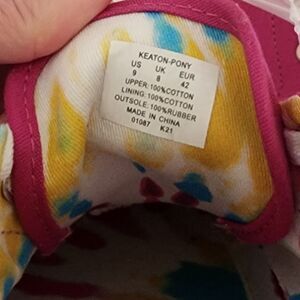 KEATON-PONY
US UK EUR
9 8 42
UPPER:100%COTTON
LINING:100%COTTON
OUTSOLE:100%RUBBER
MADE IN CHINA
01087 K21